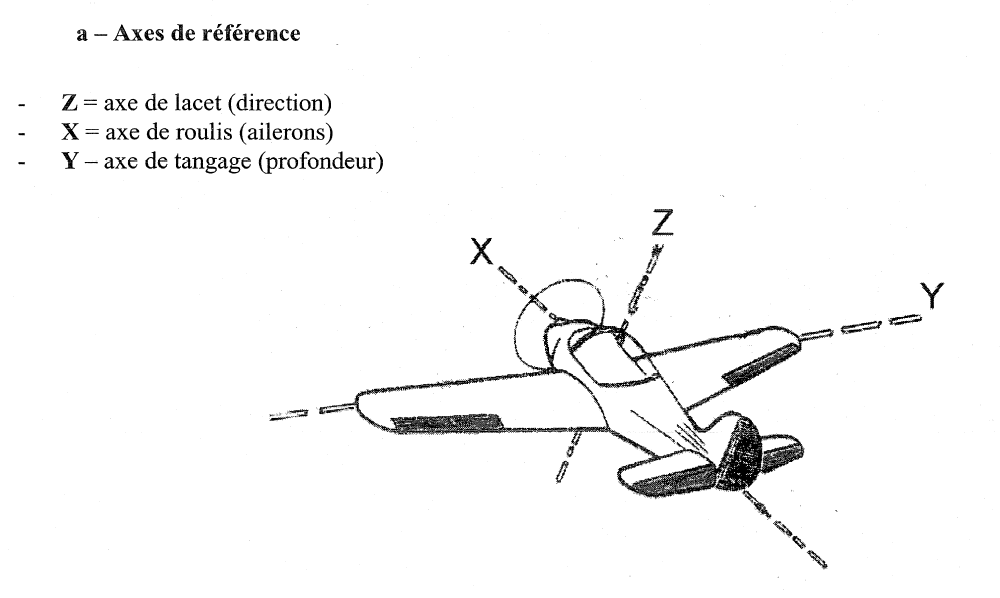 a – Axes de référence
- Z = axe de lacet (direction)
- X = axe de roulis (ailerons)
- Y – axe de tangage (profondeur)
Z
X
Y